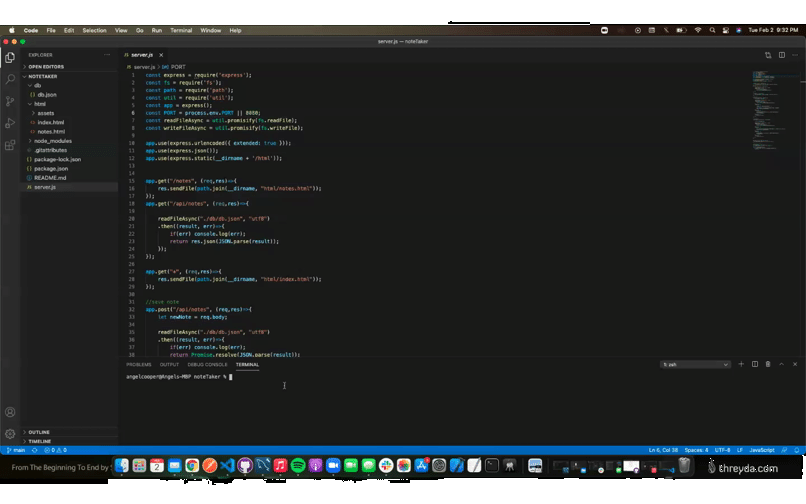 Code File Edit Selection View Go Run Terminal Window Help
Tue Feb 2 9:32 PM
server.js — noteTaker
EXPLORER
OPEN EDITORS
NOTETAKER
db
db.json
html
assets
index.html
notes.html
node_modules
.gitattributes
package-lock.json
package.json
README.md
server.js
OUTLINE
TIMELINE
server.js
server.js > PORT
1 const express = require('express');
2 const fs = require('fs');
3 const path = require('path');
4 const util = require('util');
5 const app = express();
6 const PORT = process.env.PORT || 8080;
7 const readFileAsync = util.promisify(fs.readFile);
8 const writeFileAsync = util.promisify(fs.writeFile);
10 app.use(express.urlencoded({ extended: true }));
11 app.use(express.json());
12 app.use(express.static(__dirname + '/html'));
13
14
15 app.get("/notes", (req,res)=>{
16 res.sendFile(path.join(__dirname, "html/notes.html"));
17 });
18 app.get("/api/notes", (req,res)=>{
20 readFileAsync("./db/db.json", "utf8")
21 .then((result, err)=>{
22 if(err) console.log(err);
23 return res.json(JSON.parse(result));
24 });
25 });
27 app.get("*", (req,res)=>{
28 res.sendFile(path.join(__dirname, "html/index.html"));
29 });
31 //save note
32 app.post("/api/notes", (req,res)=>{
33 let newNote = req.body;
35 readFileAsync("./db/db.json", "utf8")
36 .then((result, err)=>{
37 if(err) console.log(err);
38 return Promise.resolve(JSON.parse(result));
PROBLEMS OUTPUT DEBUG CONSOLE TERMINAL
1: zsh
angelcooper@Angels-MBP noteTaker %
main 0 0
Ln 6, Col 38 Spaces: 4 UTF-8 LF JavaScript
From The Beginning To End by S
threyda.com